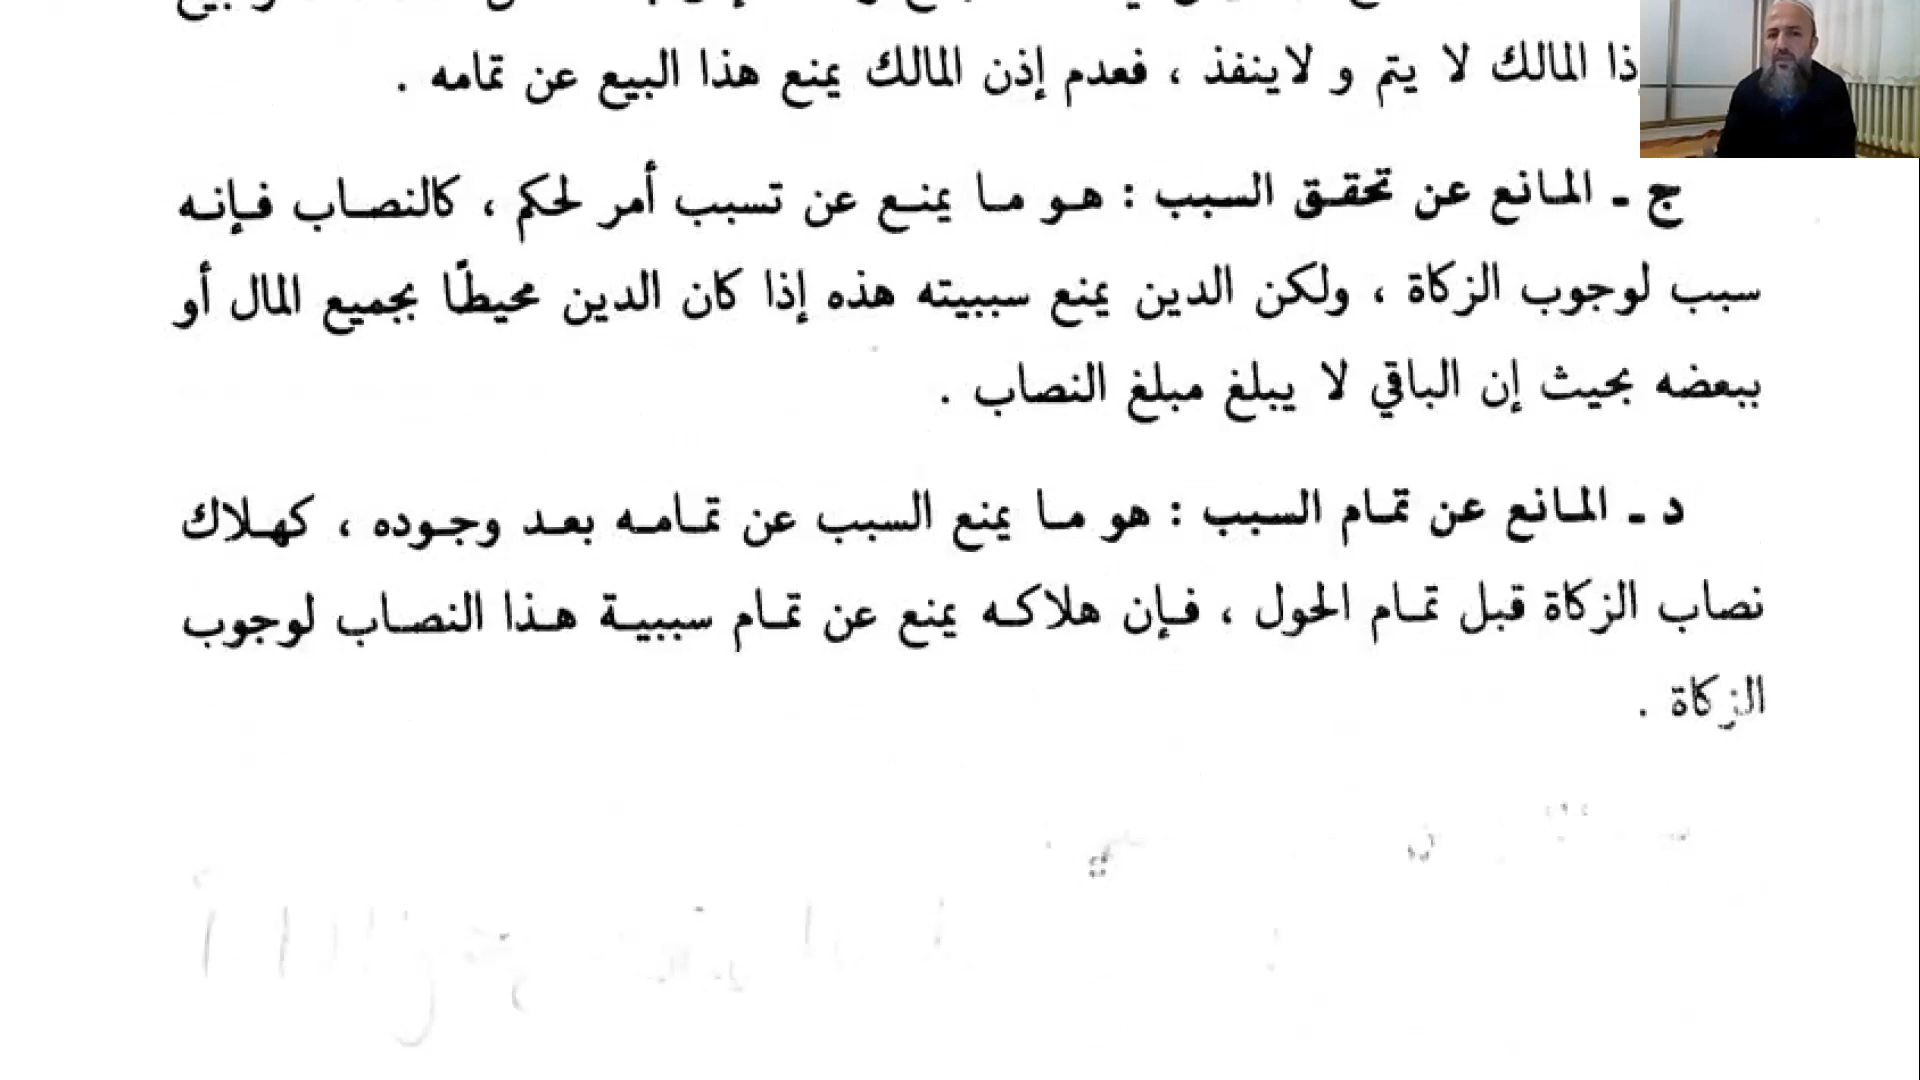 المالك لا يتم و لاينفذ ، فعدم إذن المالك يمنع هذا البيع عن تمامه .
ج ـ المانع عن تحقق السبب : هو ما يمنع عن تسبب أمر لحكم ، كالنصاب فإنه
سبب لوجوب الزكاة ، ولكن الدين يمنع سببيته هذه إذا كان الدين محيطًا بجميع المال أو
ببعضه بحيث إن الباقي لا يبلغ مبلغ النصاب .
د ـ المانع عن تمام السبب : هو ما يمنع السبب عن تمامه بعد وجوده ، كهلاك
نصاب الزكاة قبل تمام الحول ، فإن هلاكه يمنع عن تمام سببية هذا النصاب لوجوب
الزكاة .